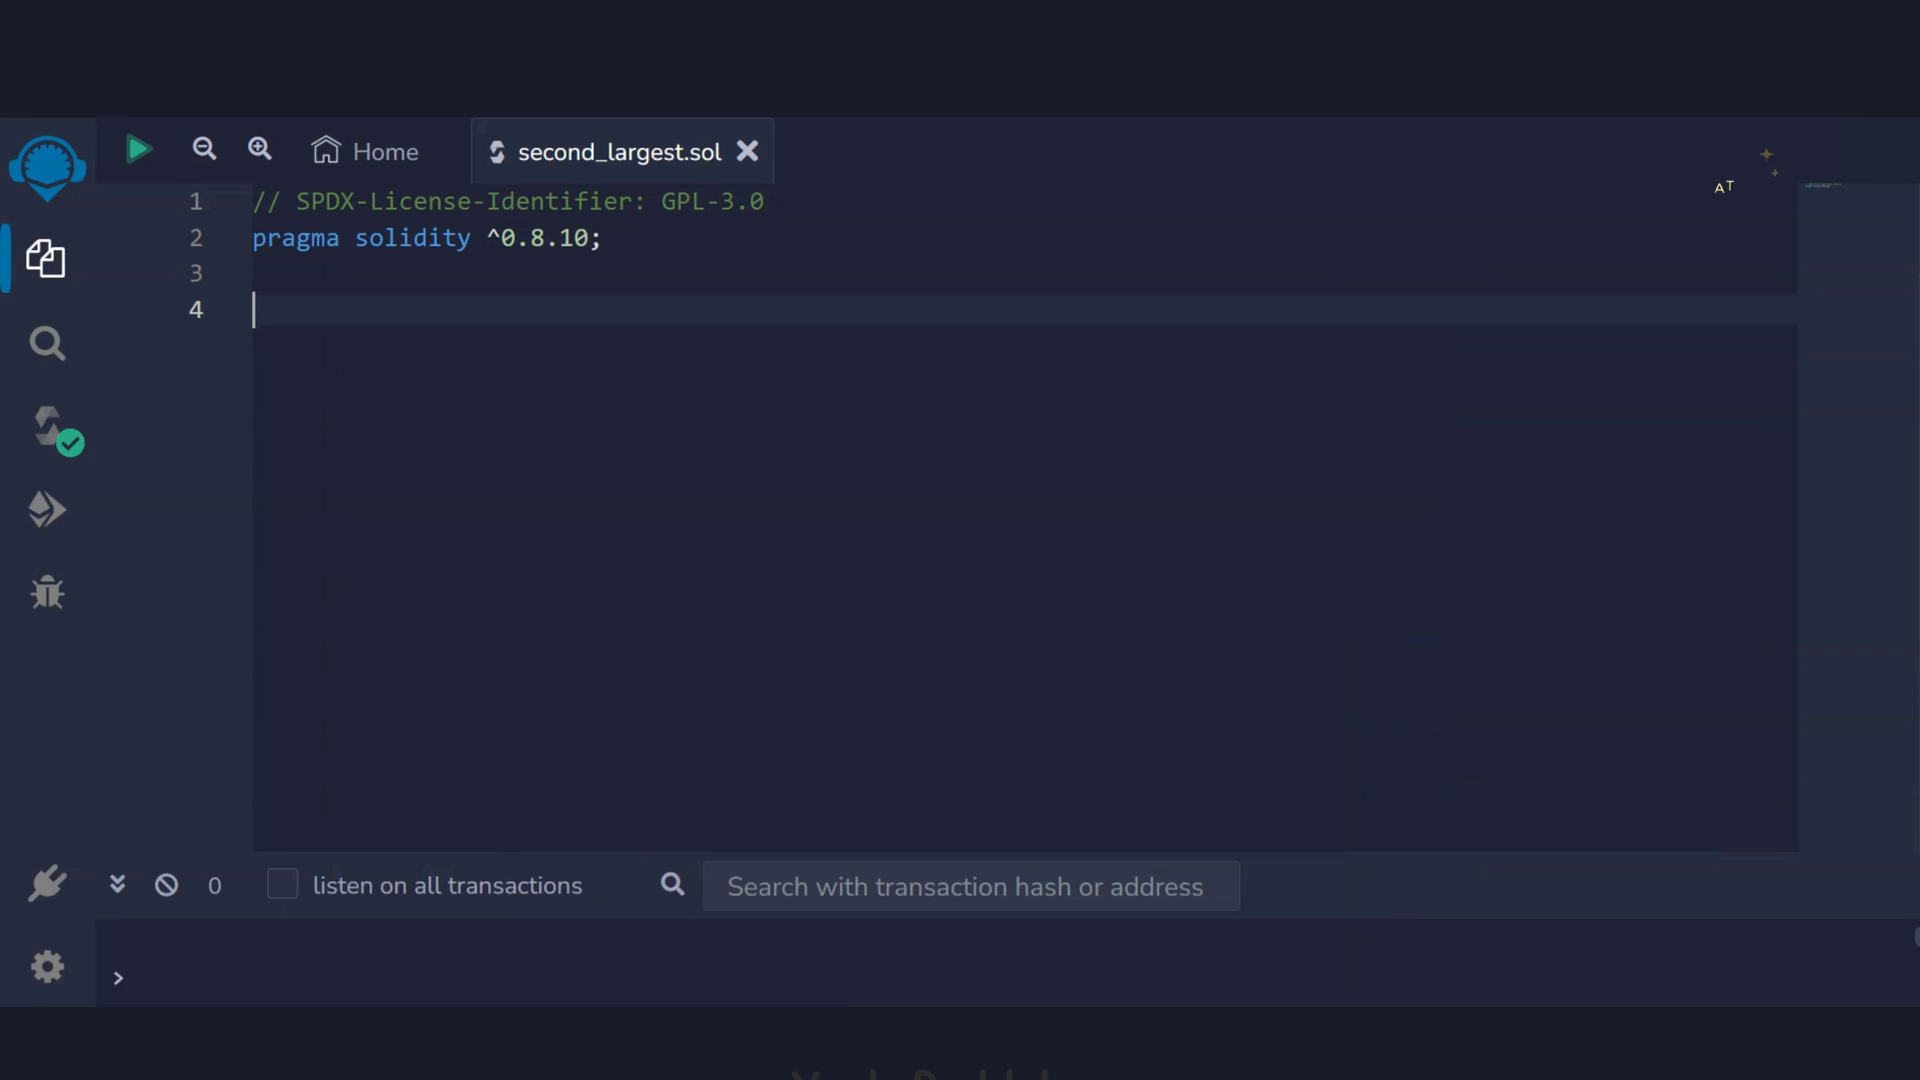 Home
second_largest.sol
AT
1 // SPDX-License-Identifier: GPL-3.0
2 pragma solidity ^0.8.10;
3
4
0
listen on all transactions
Search with transaction hash or address
>